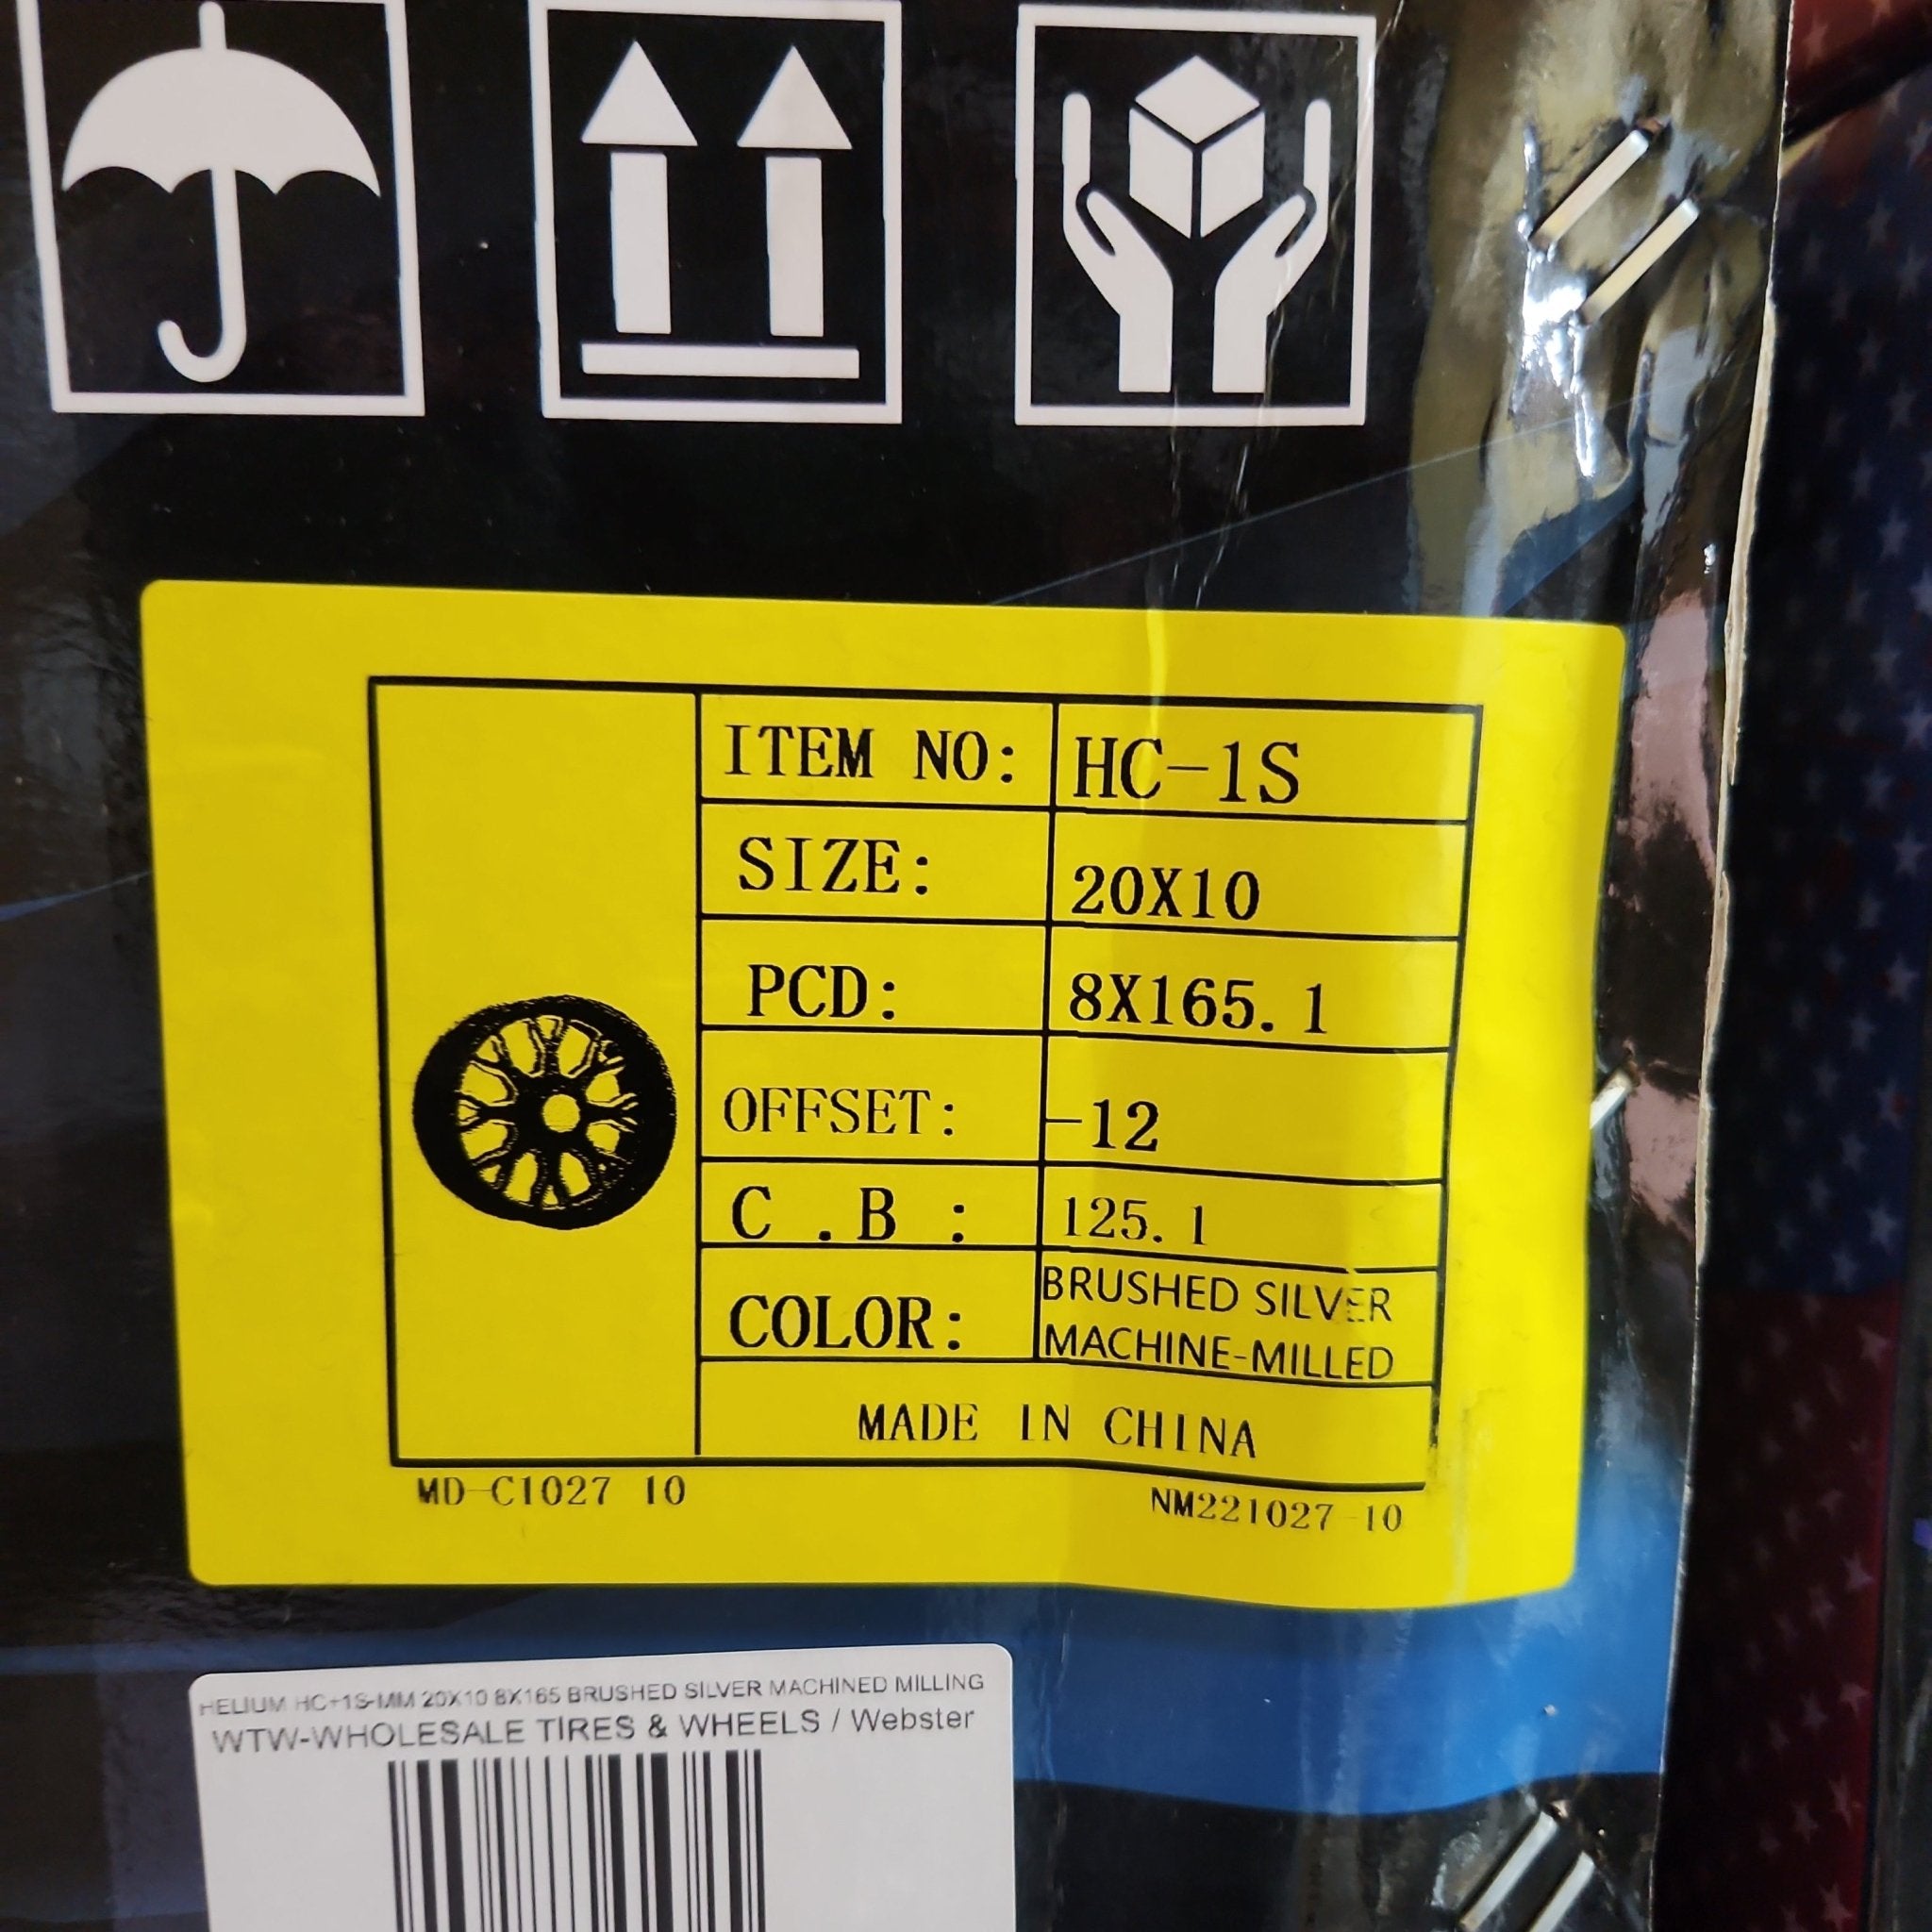 ITEM NO: HC-1S
SIZE: 20X10
PCD: 8X165.1
OFFSET: -12
C.B: 125.1
COLOR: BRUSHED SILVER
MACHINE-MILLED
MADE IN CHINA
MD-C1027 10
NM221027-10
HELIUM HC-1S-MM 20X10 8X165 BRUSHED SILVER MACHINED MILLING
WTW-WHOLESALE TIRES & WHEELS / Webster